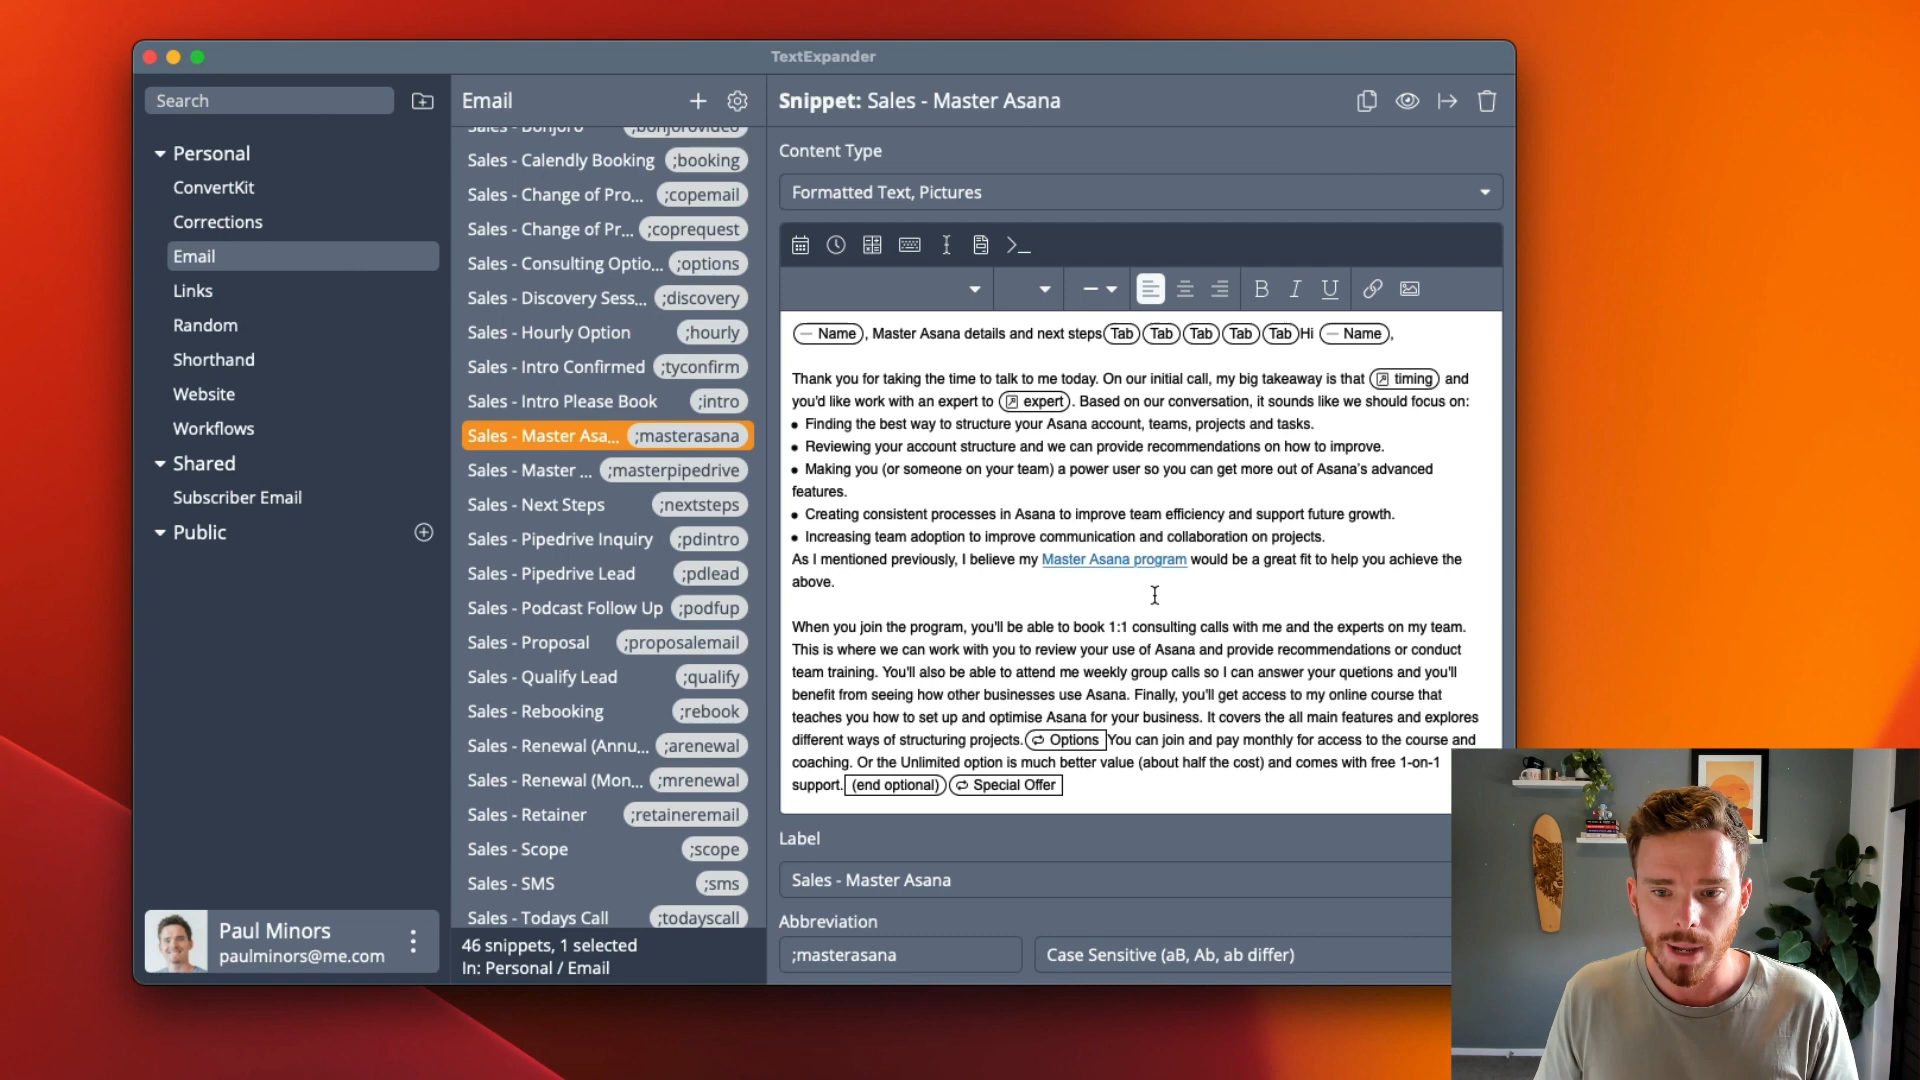 TextExpander
Search
Personal
ConvertKit
Corrections
Email
Links
Random
Shorthand
Website
Workflows
Shared
Subscriber Email
Public
Paul Minors
paulminors@me.com
Email
Sales - Bonjoro ;bonjorovideo
Sales - Calendly Booking ;booking
Sales - Change of Pro... ;copemail
Sales - Change of Pr... ;coprequest
Sales - Consulting Optio... ;options
Sales - Discovery Sess... ;discovery
Sales - Hourly Option ;hourly
Sales - Intro Confirmed ;tyconfirm
Sales - Intro Please Book ;intro
Sales - Master Asa... ;masterasana
Sales - Master ... ;masterpipedrive
Sales - Next Steps ;nextsteps
Sales - Pipedrive Inquiry ;pdintro
Sales - Pipedrive Lead ;pdlead
Sales - Podcast Follow Up ;podfup
Sales - Proposal ;proposalemail
Sales - Qualify Lead ;qualify
Sales - Rebooking ;rebook
Sales - Renewal (Annu... ;arenewal
Sales - Renewal (Mon... ;mrenewal
Sales - Retainer ;retaineremail
Sales - Scope ;scope
Sales - SMS ;sms
Sales - Todays Call ;todayscall
46 snippets, 1 selected
In: Personal / Email
Snippet: Sales - Master Asana
Content Type
Formatted Text, Pictures
B I U
Name , Master Asana details and next steps Tab Tab Tab Tab Tab Hi Name ,
Thank you for taking the time to talk to me today. On our initial call, my big takeaway is that timing and
you'd like work with an expert to expert . Based on our conversation, it sounds like we should focus on:
• Finding the best way to structure your Asana account, teams, projects and tasks.
• Reviewing your account structure and we can provide recommendations on how to improve.
• Making you (or someone on your team) a power user so you can get more out of Asana's advanced
features.
• Creating consistent processes in Asana to improve team efficiency and support future growth.
• Increasing team adoption to improve communication and collaboration on projects.
As I mentioned previously, I believe my Master Asana program would be a great fit to help you achieve the
above.
When you join the program, you'll be able to book 1:1 consulting calls with me and the experts on my team.
This is where we can work with you to review your use of Asana and provide recommendations or conduct
team training. You'll also be able to attend me weekly group calls so I can answer your quetions and you'll
benefit from seeing how other businesses use Asana. Finally, you'll get access to my online course that
teaches you how to set up and optimise Asana for your business. It covers the all main features and explores
different ways of structuring projects. Options You can join and pay monthly for access to the course and
coaching. Or the Unlimited option is much better value (about half the cost) and comes with free 1-on-1
support. (end optional) Special Offer
Label
Sales - Master Asana
Abbreviation
;masterasana
Case Sensitive (aB, Ab, ab differ)